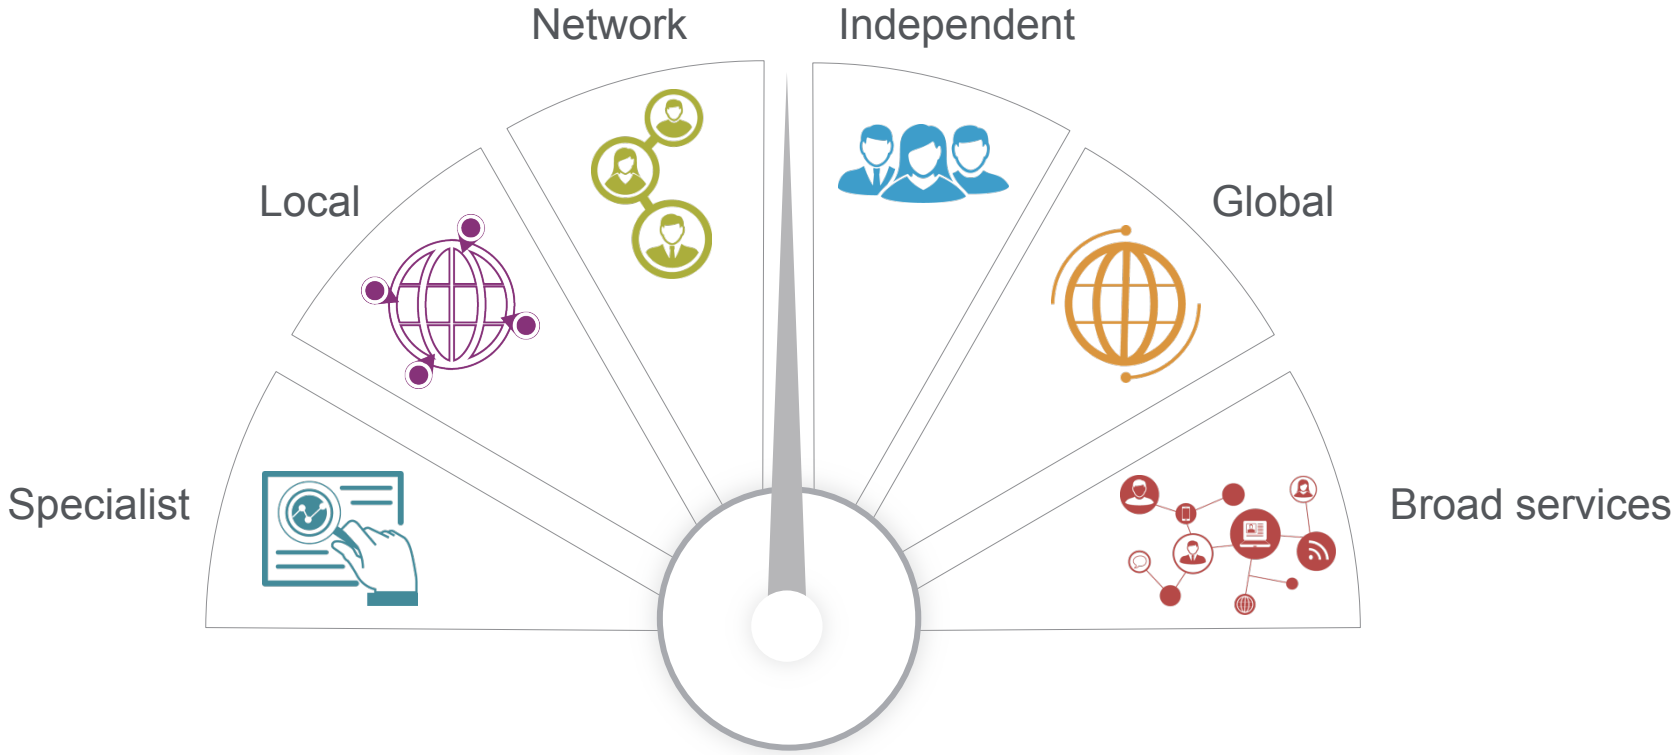 Network
Independent
Local
Global
Specialist
Broad services